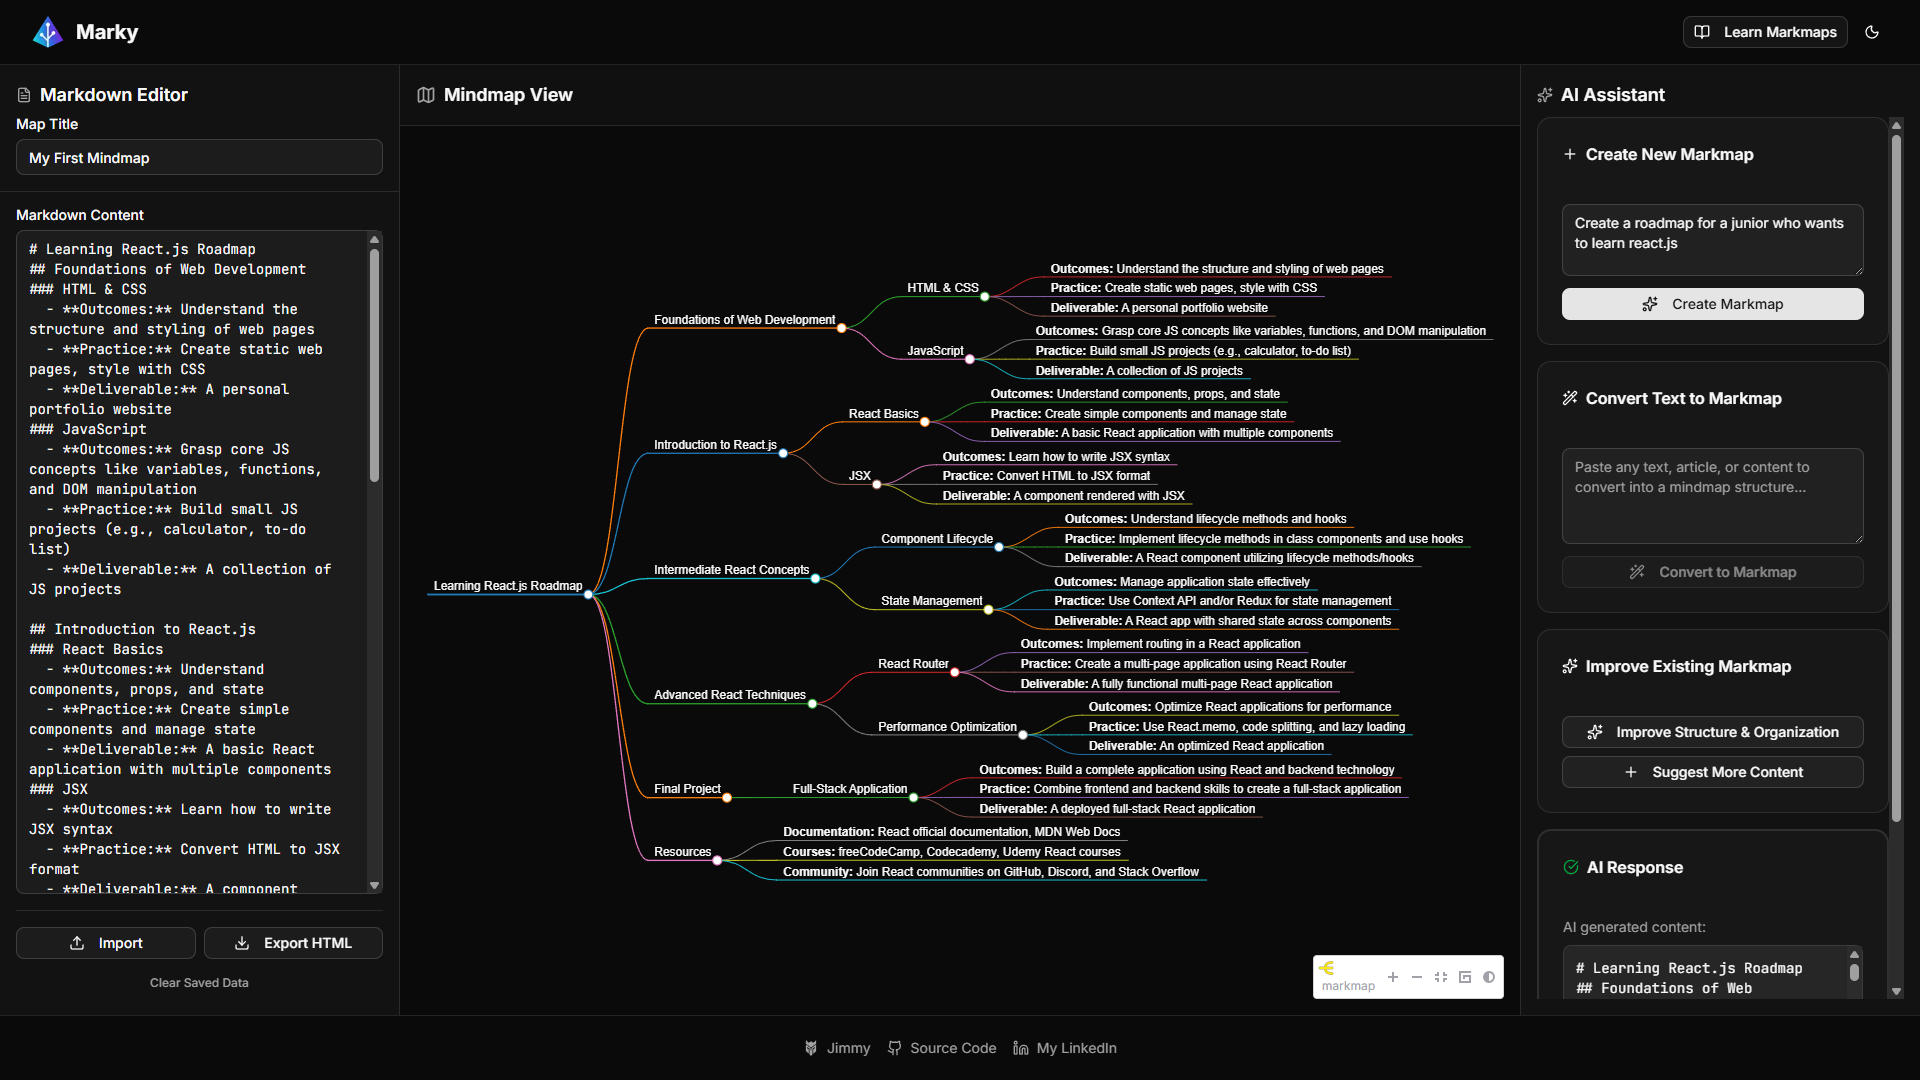 Marky
Learn Markmaps
Markdown Editor
Map Title
My First Mindmap
Markdown Content
# Learning React.js Roadmap
## Foundations of Web Development
### HTML & CSS
- **Outcomes:** Understand the
structure and styling of web pages
- **Practice:** Create static web
pages, style with CSS
- **Deliverable:** A personal
portfolio website
### JavaScript
- **Outcomes:** Grasp core JS
concepts like variables, functions,
and DOM manipulation
- **Practice:** Build small JS
projects (e.g., calculator, to-do
list)
- **Deliverable:** A collection of
JS projects
## Introduction to React.js
### React Basics
- **Outcomes:** Understand
components, props, and state
- **Practice:** Create simple
components and manage state
- **Deliverable:** A basic React
application with multiple components
### JSX
- **Outcomes:** Learn how to write
JSX syntax
- **Practice:** Convert HTML to JSX
format
- **Deliverable:** A component
Import
Export HTML
Clear Saved Data
Mindmap View
Learning React.js Roadmap
Foundations of Web Development
HTML & CSS
Outcomes: Understand the structure and styling of web pages
Practice: Create static web pages, style with CSS
Deliverable: A personal portfolio website
JavaScript
Outcomes: Grasp core JS concepts like variables, functions, and DOM manipulation
Practice: Build small JS projects (e.g., calculator, to-do list)
Deliverable: A collection of JS projects
Introduction to React.js
React Basics
Outcomes: Understand components, props, and state
Practice: Create simple components and manage state
Deliverable: A basic React application with multiple components
JSX
Outcomes: Learn how to write JSX syntax
Practice: Convert HTML to JSX format
Deliverable: A component rendered with JSX
Intermediate React Concepts
Component Lifecycle
Outcomes: Understand lifecycle methods and hooks
Practice: Implement lifecycle methods in class components and use hooks
Deliverable: A React component utilizing lifecycle methods/hooks
State Management
Outcomes: Manage application state effectively
Practice: Use Context API and/or Redux for state management
Deliverable: A React app with shared state across components
Advanced React Techniques
React Router
Outcomes: Implement routing in a React application
Practice: Create a multi-page application using React Router
Deliverable: A fully functional multi-page React application
Performance Optimization
Outcomes: Optimize React applications for performance
Practice: Use React.memo, code splitting, and lazy loading
Deliverable: An optimized React application
Final Project
Full-Stack Application
Outcomes: Build a complete application using React and backend technology
Practice: Combine frontend and backend skills to create a full-stack application
Deliverable: A deployed full-stack React application
Resources
Documentation: React official documentation, MDN Web Docs
Courses: freeCodeCamp, Codecademy, Udemy React courses
Community: Join React communities on GitHub, Discord, and Stack Overflow
markmap
AI Assistant
Create New Markmap
Create a roadmap for a junior who wants
to learn react.js
Create Markmap
Convert Text to Markmap
Paste any text, article, or content to
convert into a mindmap structure...
Convert to Markmap
Improve Existing Markmap
Improve Structure & Organization
Suggest More Content
AI Response
AI generated content:
# Learning React.js Roadmap
## Foundations of Web
Jimmy
Source Code
My LinkedIn